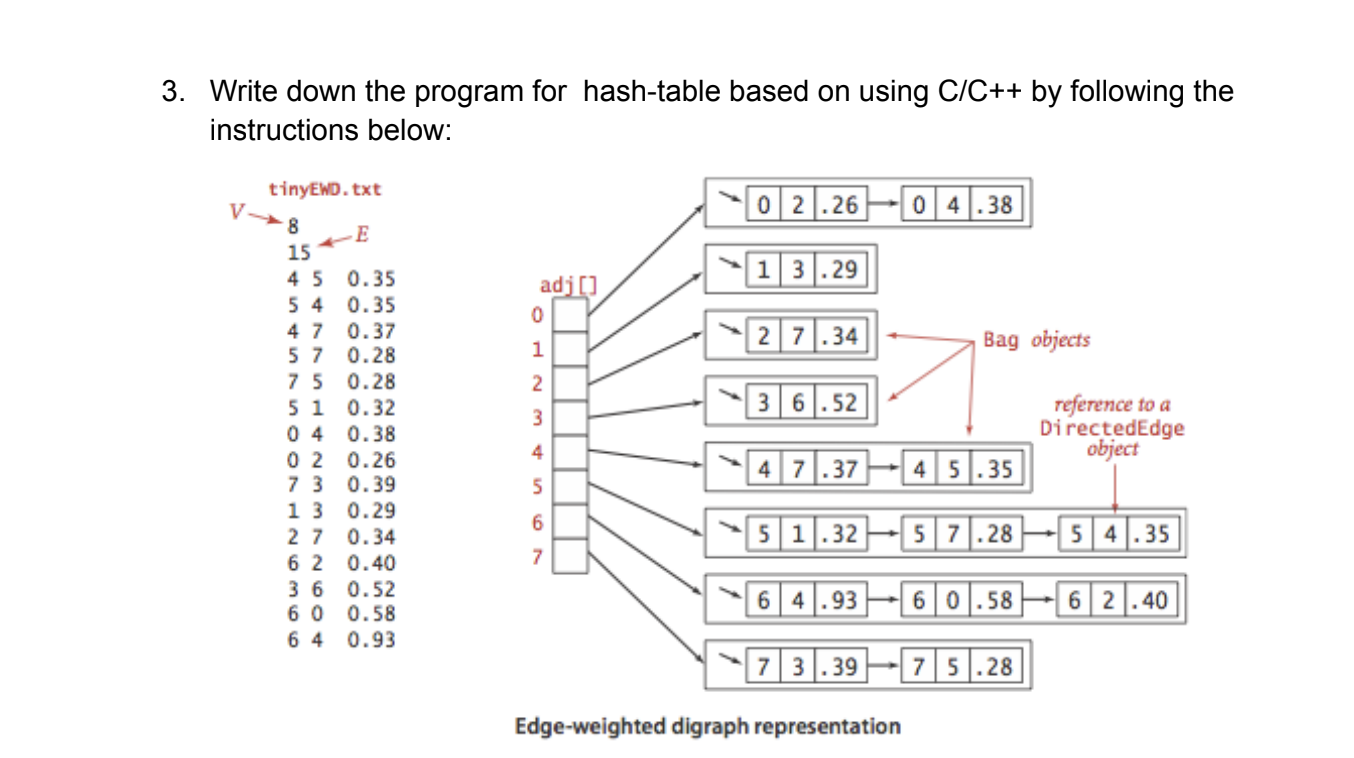 3. Write down the program for hash-table based on using C/C++ by following the
instructions below:
tinyEWD.txt
V
8
E
15
4 5 0.35
5 4 0.35
4 7 0.37
5 7 0.28
7 5 0.28
5 1 0.32
0 4 0.38
0 2 0.26
7 3 0.39
1 3 0.29
2 7 0.34
6 2 0.40
3 6 0.52
6 0 0.58
6 4 0.93
adj[]
0
1
2
3
4
5
6
7
0 2 .26 0 4 .38
1 3 .29
2 7 .34
3 6 .52
4 7 .37 4 5 .35
5 1 .32 5 7 .28 5 4 .35
6 4 .93 6 0 .58 6 2 .40
7 3 .39 7 5 .28
Bag objects
reference to a
DirectedEdge
object
Edge-weighted digraph representation